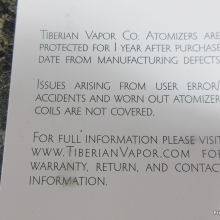 Tiberian Vapor Co. Atomizers are
protected for 1 year after purchase
date from manufacturing defects
Issues arising from user error/
accidents and worn out atomizer
coils are not covered.
For full information please visit
www.TiberianVapor.com for
warranty, return, and contact
information.